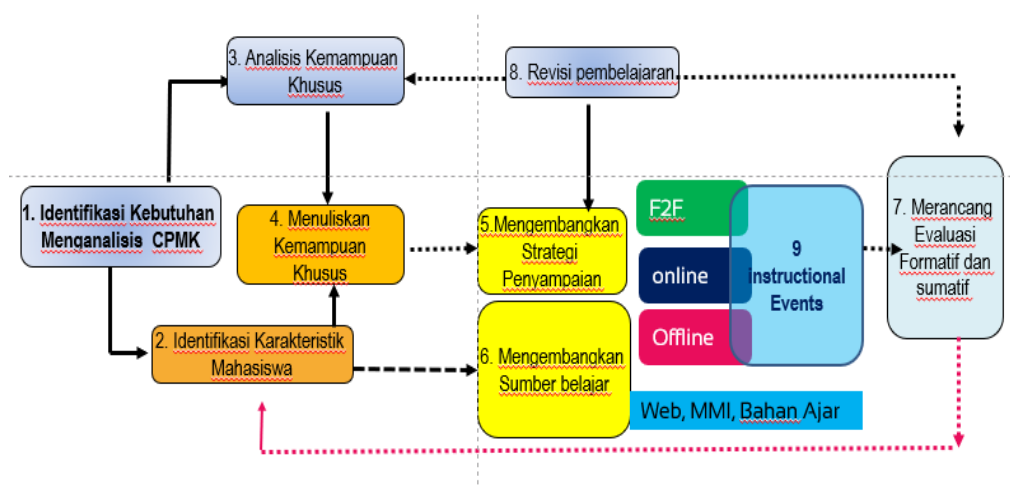 3. Analisis Kemampuan
Khusus
8. Revisi pembelajaran
1. Identifikasi Kebutuhan
Menganalisis CPMK
4. Menuliskan
Kemampuan
Khusus
5.Mengembangkan
Strategi
Penyampaian
F2F
online
Offline
9
instructional
Events
7. Merancang
Evaluasi
Formatif dan
sumatif
2. Identifikasi Karakteristik
Mahasiswa
6. Mengembangkan
Sumber belajar
Web, MMI, Bahan Ajar